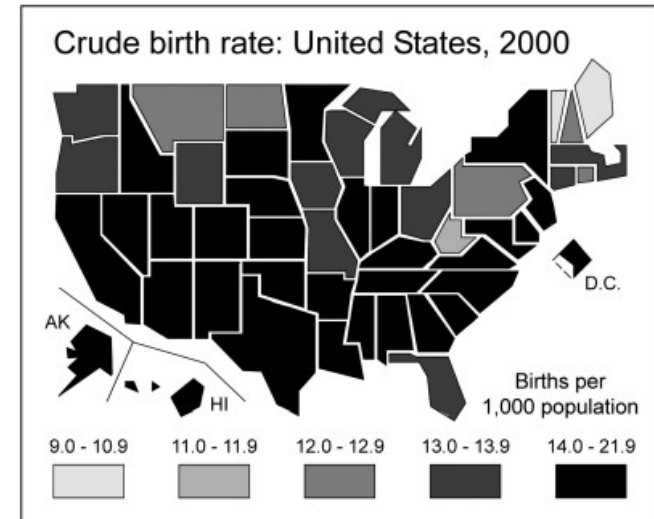 Crude birth rate: United States, 2000
D.C.
AK
HI
Births per
1,000 population
9.0 - 10.9 11.0 - 11.9 12.0 - 12.9 13.0 - 13.9 14.0 - 21.9